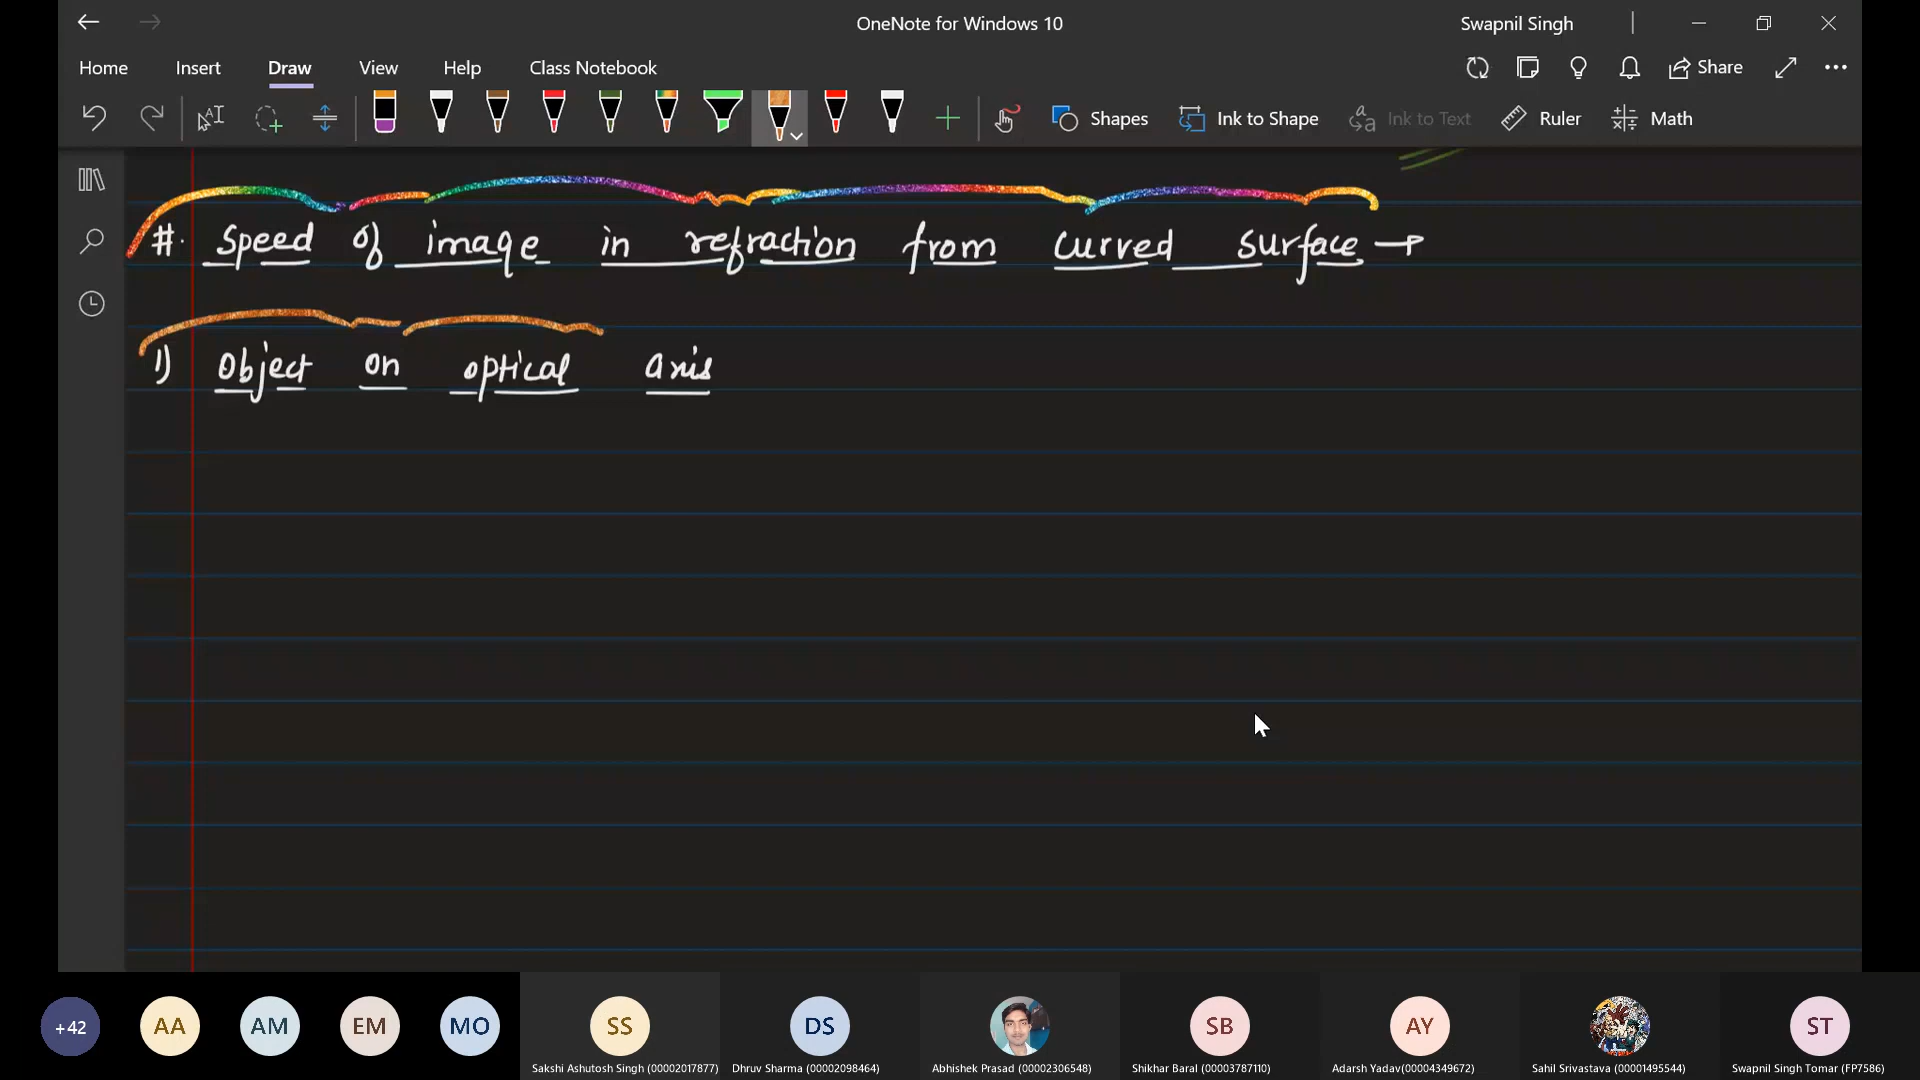 OneNote for Windows 10
Swapnil Singh
Home Insert Draw View Help Class Notebook
Share
Shapes Ink to Shape Ink to Text Ruler Math
#. Speed of image in refraction from curved surface →
1) Object on optical axis
+42 AA AM EM MO SS DS SB AY ST
Sakshi Ashutosh Singh (00002017877) Dhruv Sharma (00002098464) Abhishek Prasad (00002306548) Shikhar Baral (00003787110) Adarsh Yadav(00004349672) Sahil Srivastava (00001495544) Swapnil Singh Tomar (FP7586)